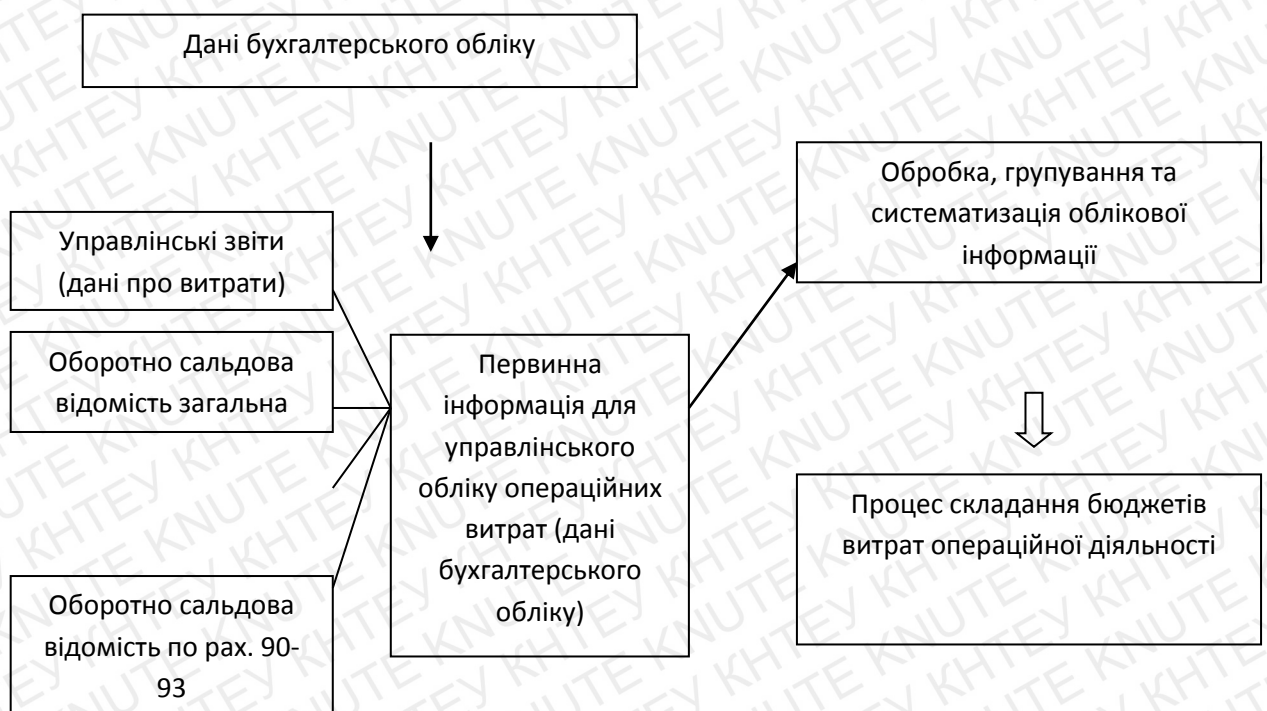 Дані бухгалтерського обліку
Управлінські звіти
(дані про витрати)
Оборотно сальдова
відомість загальна
Оборотно сальдова
відомість по рах. 90-
93
Первинна
інформація для
управлінського
обліку операційних
витрат (дані
бухгалтерського
обліку)
Обробка, групування та
систематизація облікової
інформації
Процес складання бюджетів
витрат операційної діяльності